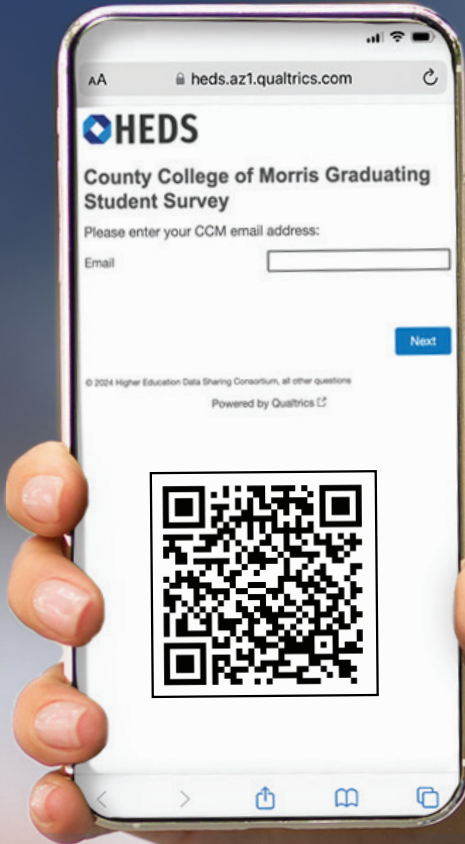 AA heds.az1.qualtrics.com
HEDS
County College of Morris Graduating
Student Survey
Please enter your CCM email address:
Email
Next
© 2024 Higher Education Data Sharing Consortium, all other questions
Powered by Qualtrics